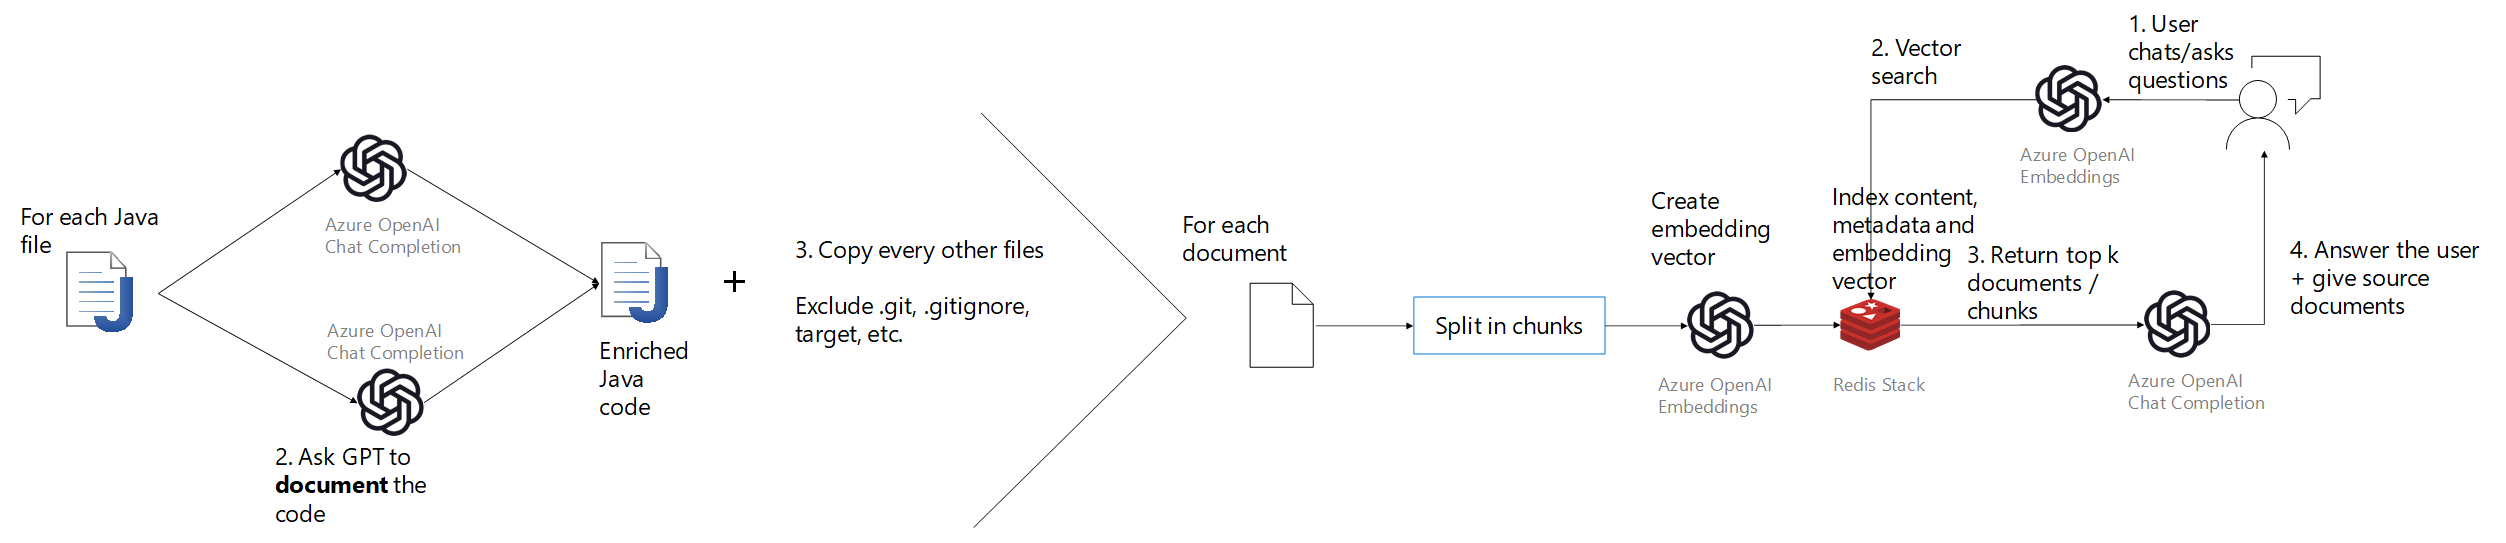 For each Java
file
Azure OpenAI
Chat Completion
Azure OpenAI
Chat Completion
2. Ask GPT to
document the
code
Enriched
Java
code
+
3. Copy every other files
Exclude .git, .gitignore,
target, etc.
For each
document
Split in chunks
Create
embedding
vector
Azure OpenAI
Embeddings
Index content,
metadata and
embedding
vector
Redis Stack
2. Vector
search
Azure OpenAI
Embeddings
1. User
chats/asks
questions
3. Return top k
documents /
chunks
Azure OpenAI
Chat Completion
4. Answer the user
+ give source
documents